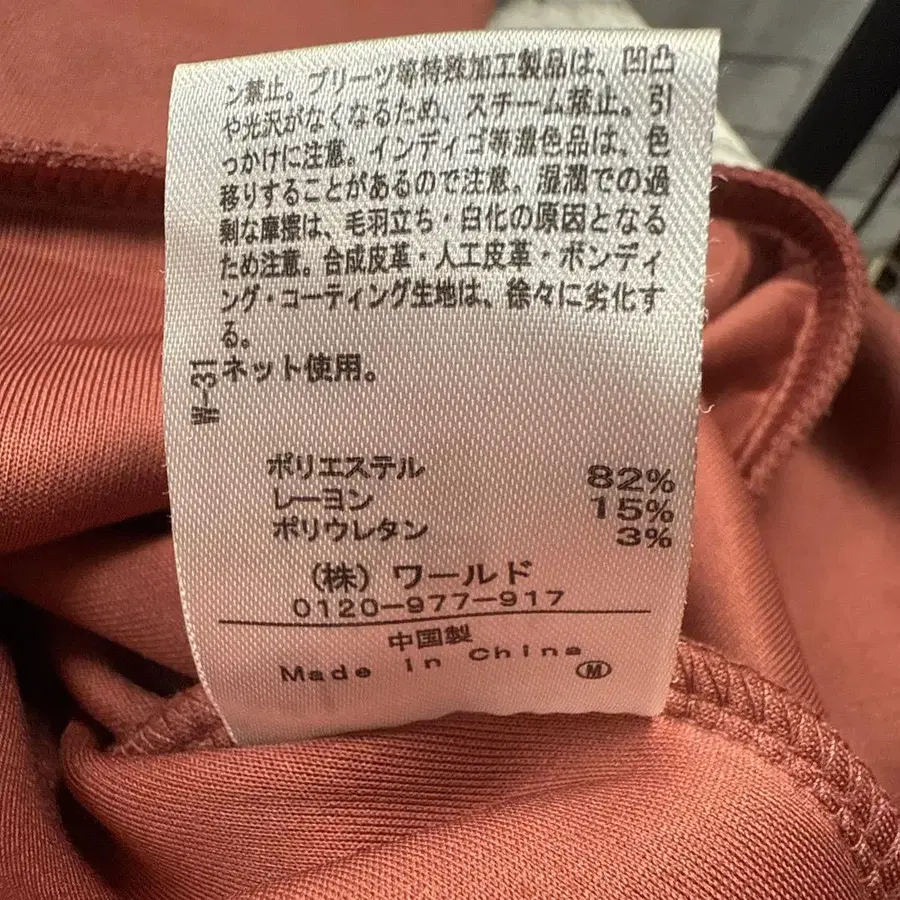 ン禁止。プリーツ等特殊加工製品は、凹凸
や光沢がなくなるため、スチーム禁止。引
っかけに注意。インディゴ等濃色品は、色
移りすることがあるので注意。湿潤での過
剰な摩擦は、毛羽立ち・白化の原因となる
ため注意。合成皮革・人工皮革・ボンディ
ング・コーティング生地は、徐々に劣化す
る。
ネット使用。
W-31
ポリエステル 82%
レーヨン 15%
ポリウレタン 3%
(株)ワールド
0120-977-917
中国製
Made in China
M